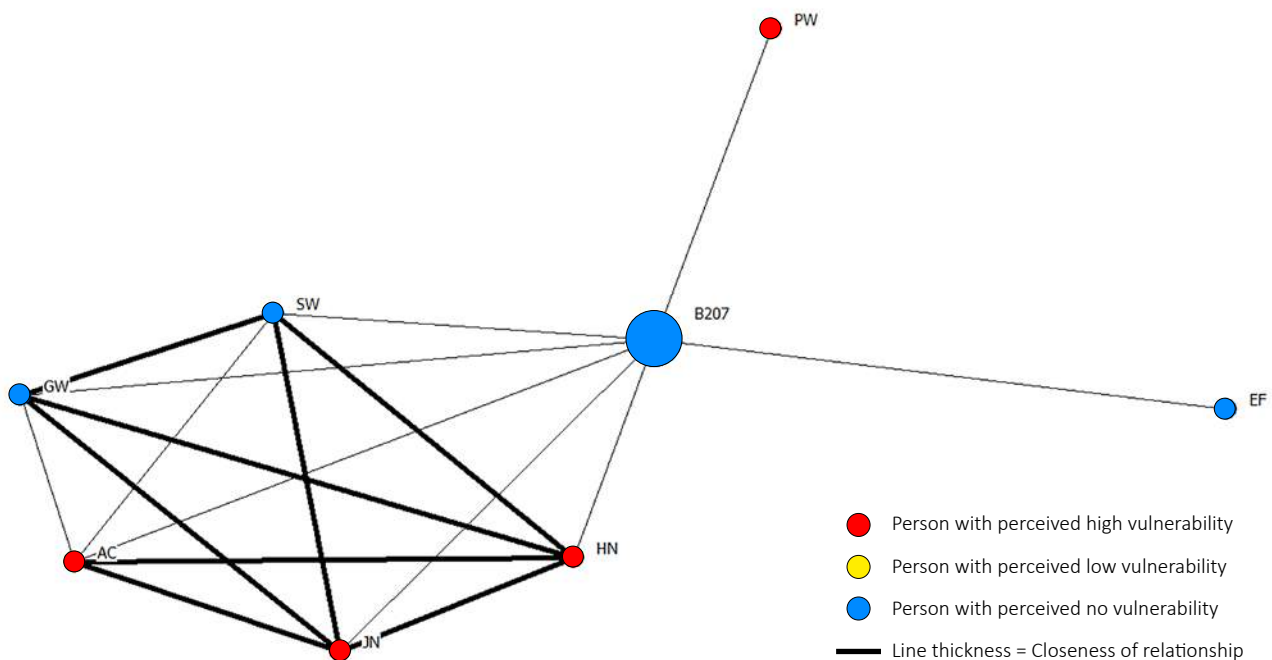 PW
SW
B207
GW
EF
AC
HN
JN
Person with perceived high vulnerability
Person with perceived low vulnerability
Person with perceived no vulnerability
Line thickness = Closeness of relationship